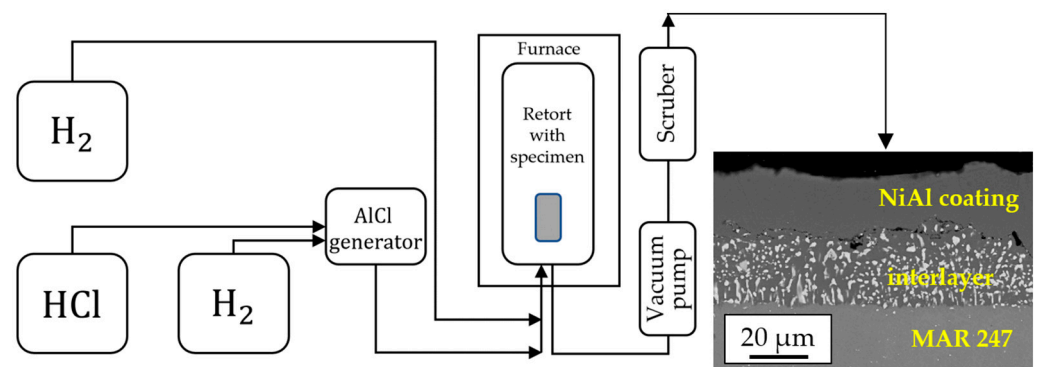 H₂
HCl
H₂
AlCl
generator
Furnace
Retort
with
specimen
Scruber
Vacuum
pump
NiAl coating
interlayer
MAR 247
20 µm